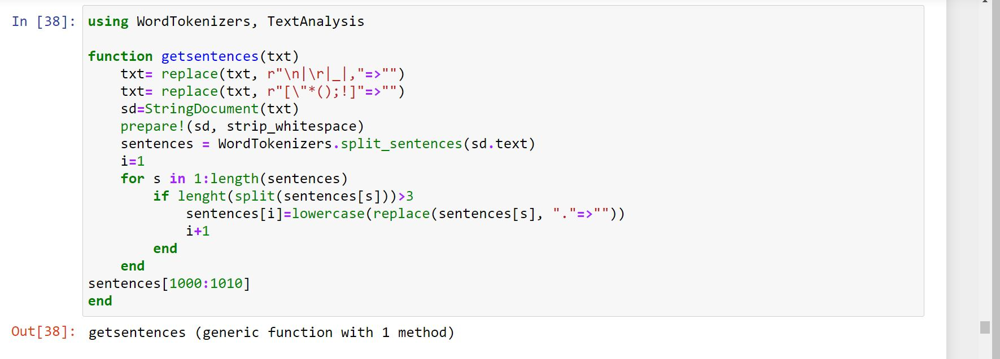 In [38]: using WordTokenizers, TextAnalysis
function getsentences(txt)
    txt= replace(txt, r"\n|\r|_|,"=>"")
    txt= replace(txt, r"[\"*();!]"=>"")
    sd=StringDocument(txt)
    prepare!(sd, strip_whitespace)
    sentences = WordTokenizers.split_sentences(sd.text)
    i=1
    for s in 1:length(sentences)
        if lenght(split(sentences[s]))>3
            sentences[i]=lowercase(replace(sentences[s], "."=>""))
            i+1
        end
    end
sentences[1000:1010]
end
Out[38]: getsentences (generic function with 1 method)